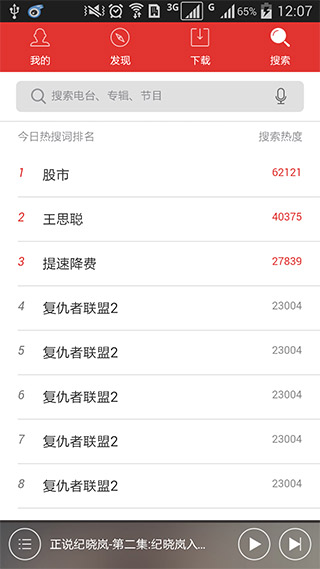 3G G 65% 12:07
我的 发现 下载 搜索
搜索电台、专辑、节目
今日热搜词排名 搜索热度
1 股市 62121
2 王思聪 40375
3 提速降费 27839
4 复仇者联盟2 23004
5 复仇者联盟2 23004
6 复仇者联盟2 23004
7 复仇者联盟2 23004
8 复仇者联盟2 23004
正说纪晓岚-第二集:纪晓岚入...